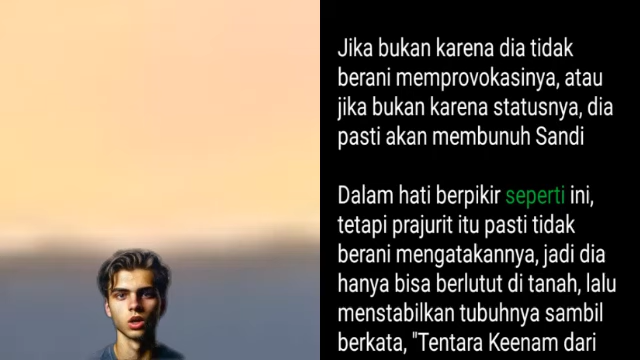 Jika bukan karena dia tidak
berani memprovokasinya, atau
jika bukan karena statusnya, dia
pasti akan membunuh Sandi
Dalam hati berpikir seperti ini,
tetapi prajurit itu pasti tidak
berani mengatakannya, jadi dia
hanya bisa berlutut di tanah, lalu
menstabilkan tubuhnya sambil
berkata, "Tentara Keenam dari